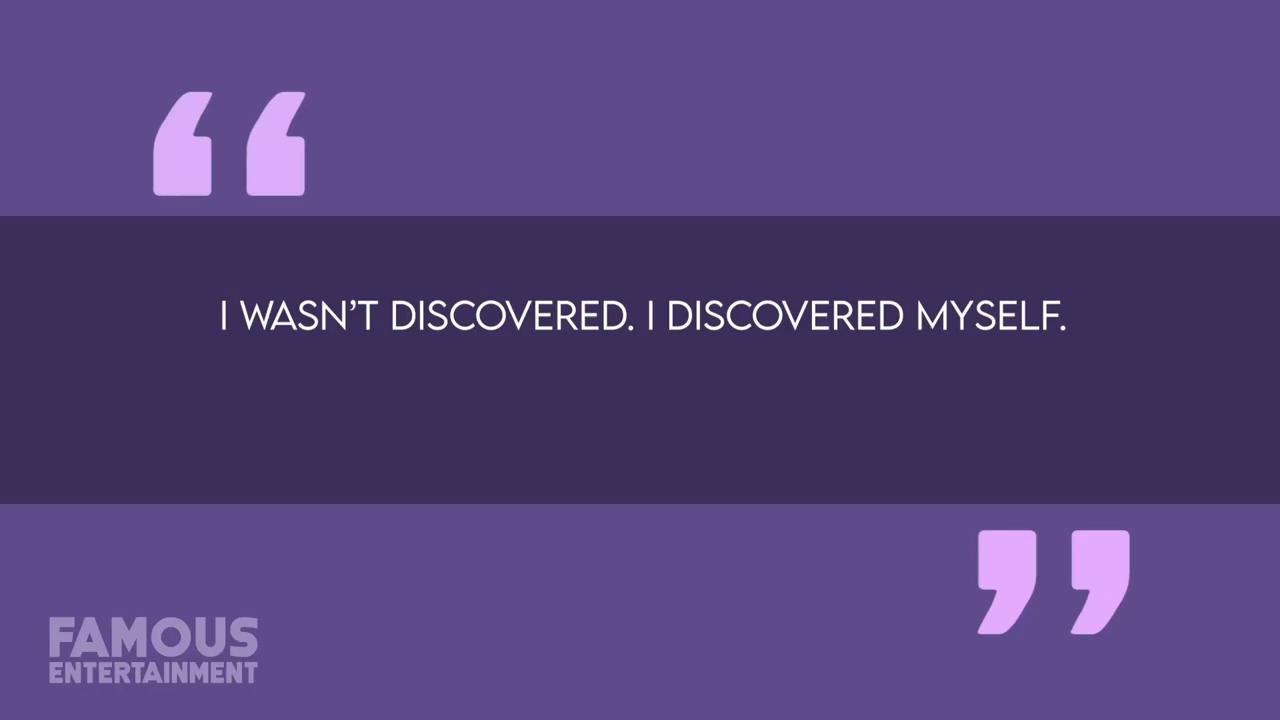 I WASN’T DISCOVERED. I DISCOVERED MYSELF.
FAMOUS
ENTERTAINMENT